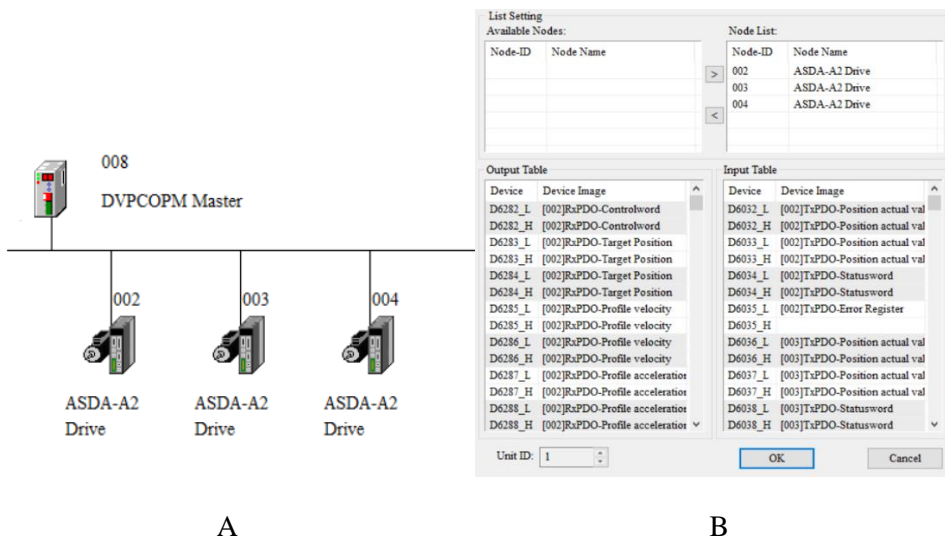 008
DVPCOPM Master
002
003
004
ASDA-A2
Drive
ASDA-A2
Drive
ASDA-A2
Drive
A
List Setting
Available Nodes:
Node-ID Node Name
>
<
Node List:
Node-ID Node Name
002 ASDA-A2 Drive
003 ASDA-A2 Drive
004 ASDA-A2 Drive
Output Table
Device Device Image
D6282_L [002]RxPDO-Controlword
D6282_H [002]RxPDO-Controlword
D6283_L [002]RxPDO-Target Position
D6283_H [002]RxPDO-Target Position
D6284_L [002]RxPDO-Target Position
D6284_H [002]RxPDO-Target Position
D6285_L [002]RxPDO-Profile velocity
D6285_H [002]RxPDO-Profile velocity
D6286_L [002]RxPDO-Profile velocity
D6286_H [002]RxPDO-Profile velocity
D6287_L [002]RxPDO-Profile acceleration
D6287_H [002]RxPDO-Profile acceleration
D6288_L [002]RxPDO-Profile acceleration
D6288_H [002]RxPDO-Profile acceleration
Input Table
Device Device Image
D6032_L [002]TxPDO-Position actual val
D6032_H [002]TxPDO-Position actual val
D6033_L [002]TxPDO-Position actual val
D6033_H [002]TxPDO-Position actual val
D6034_L [002]TxPDO-Statusword
D6034_H [002]TxPDO-Statusword
D6035_L [002]TxPDO-Error Register
D6035_H
D6036_L [003]TxPDO-Position actual val
D6036_H [003]TxPDO-Position actual val
D6037_L [003]TxPDO-Position actual val
D6037_H [003]TxPDO-Position actual val
D6038_L [003]TxPDO-Statusword
D6038_H [003]TxPDO-Statusword
Unit ID: 1
OK
Cancel
B